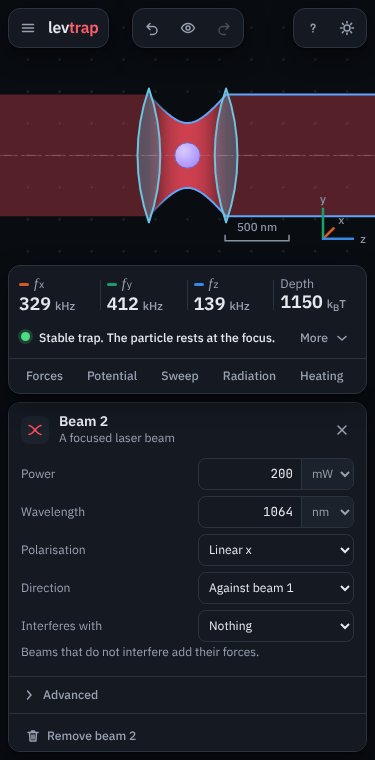 levtrap
?
y
x
z
500 nm
fx fy fz Depth
329 kHz 412 kHz 139 kHz 1150 kBT
Stable trap. The particle rests at the focus. More
Forces Potential Sweep Radiation Heating
Beam 2
A focused laser beam
Power 200 mW
Wavelength 1064 nm
Polarisation Linear x
Direction Against beam 1
Interferes with Nothing
Beams that do not interfere add their forces.
Advanced
Remove beam 2